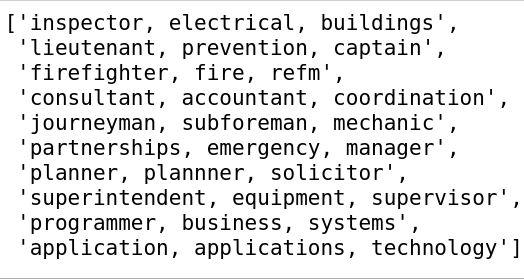 ['inspector, electrical, buildings',
'lieutenant, prevention, captain',
'firefighter, fire, refm',
'consultant, accountant, coordination',
'journeyman, subforeman, mechanic',
'partnerships, emergency, manager',
'planner, plannner, solicitor',
'superintendent, equipment, supervisor',
'programmer, business, systems',
'application, applications, technology']